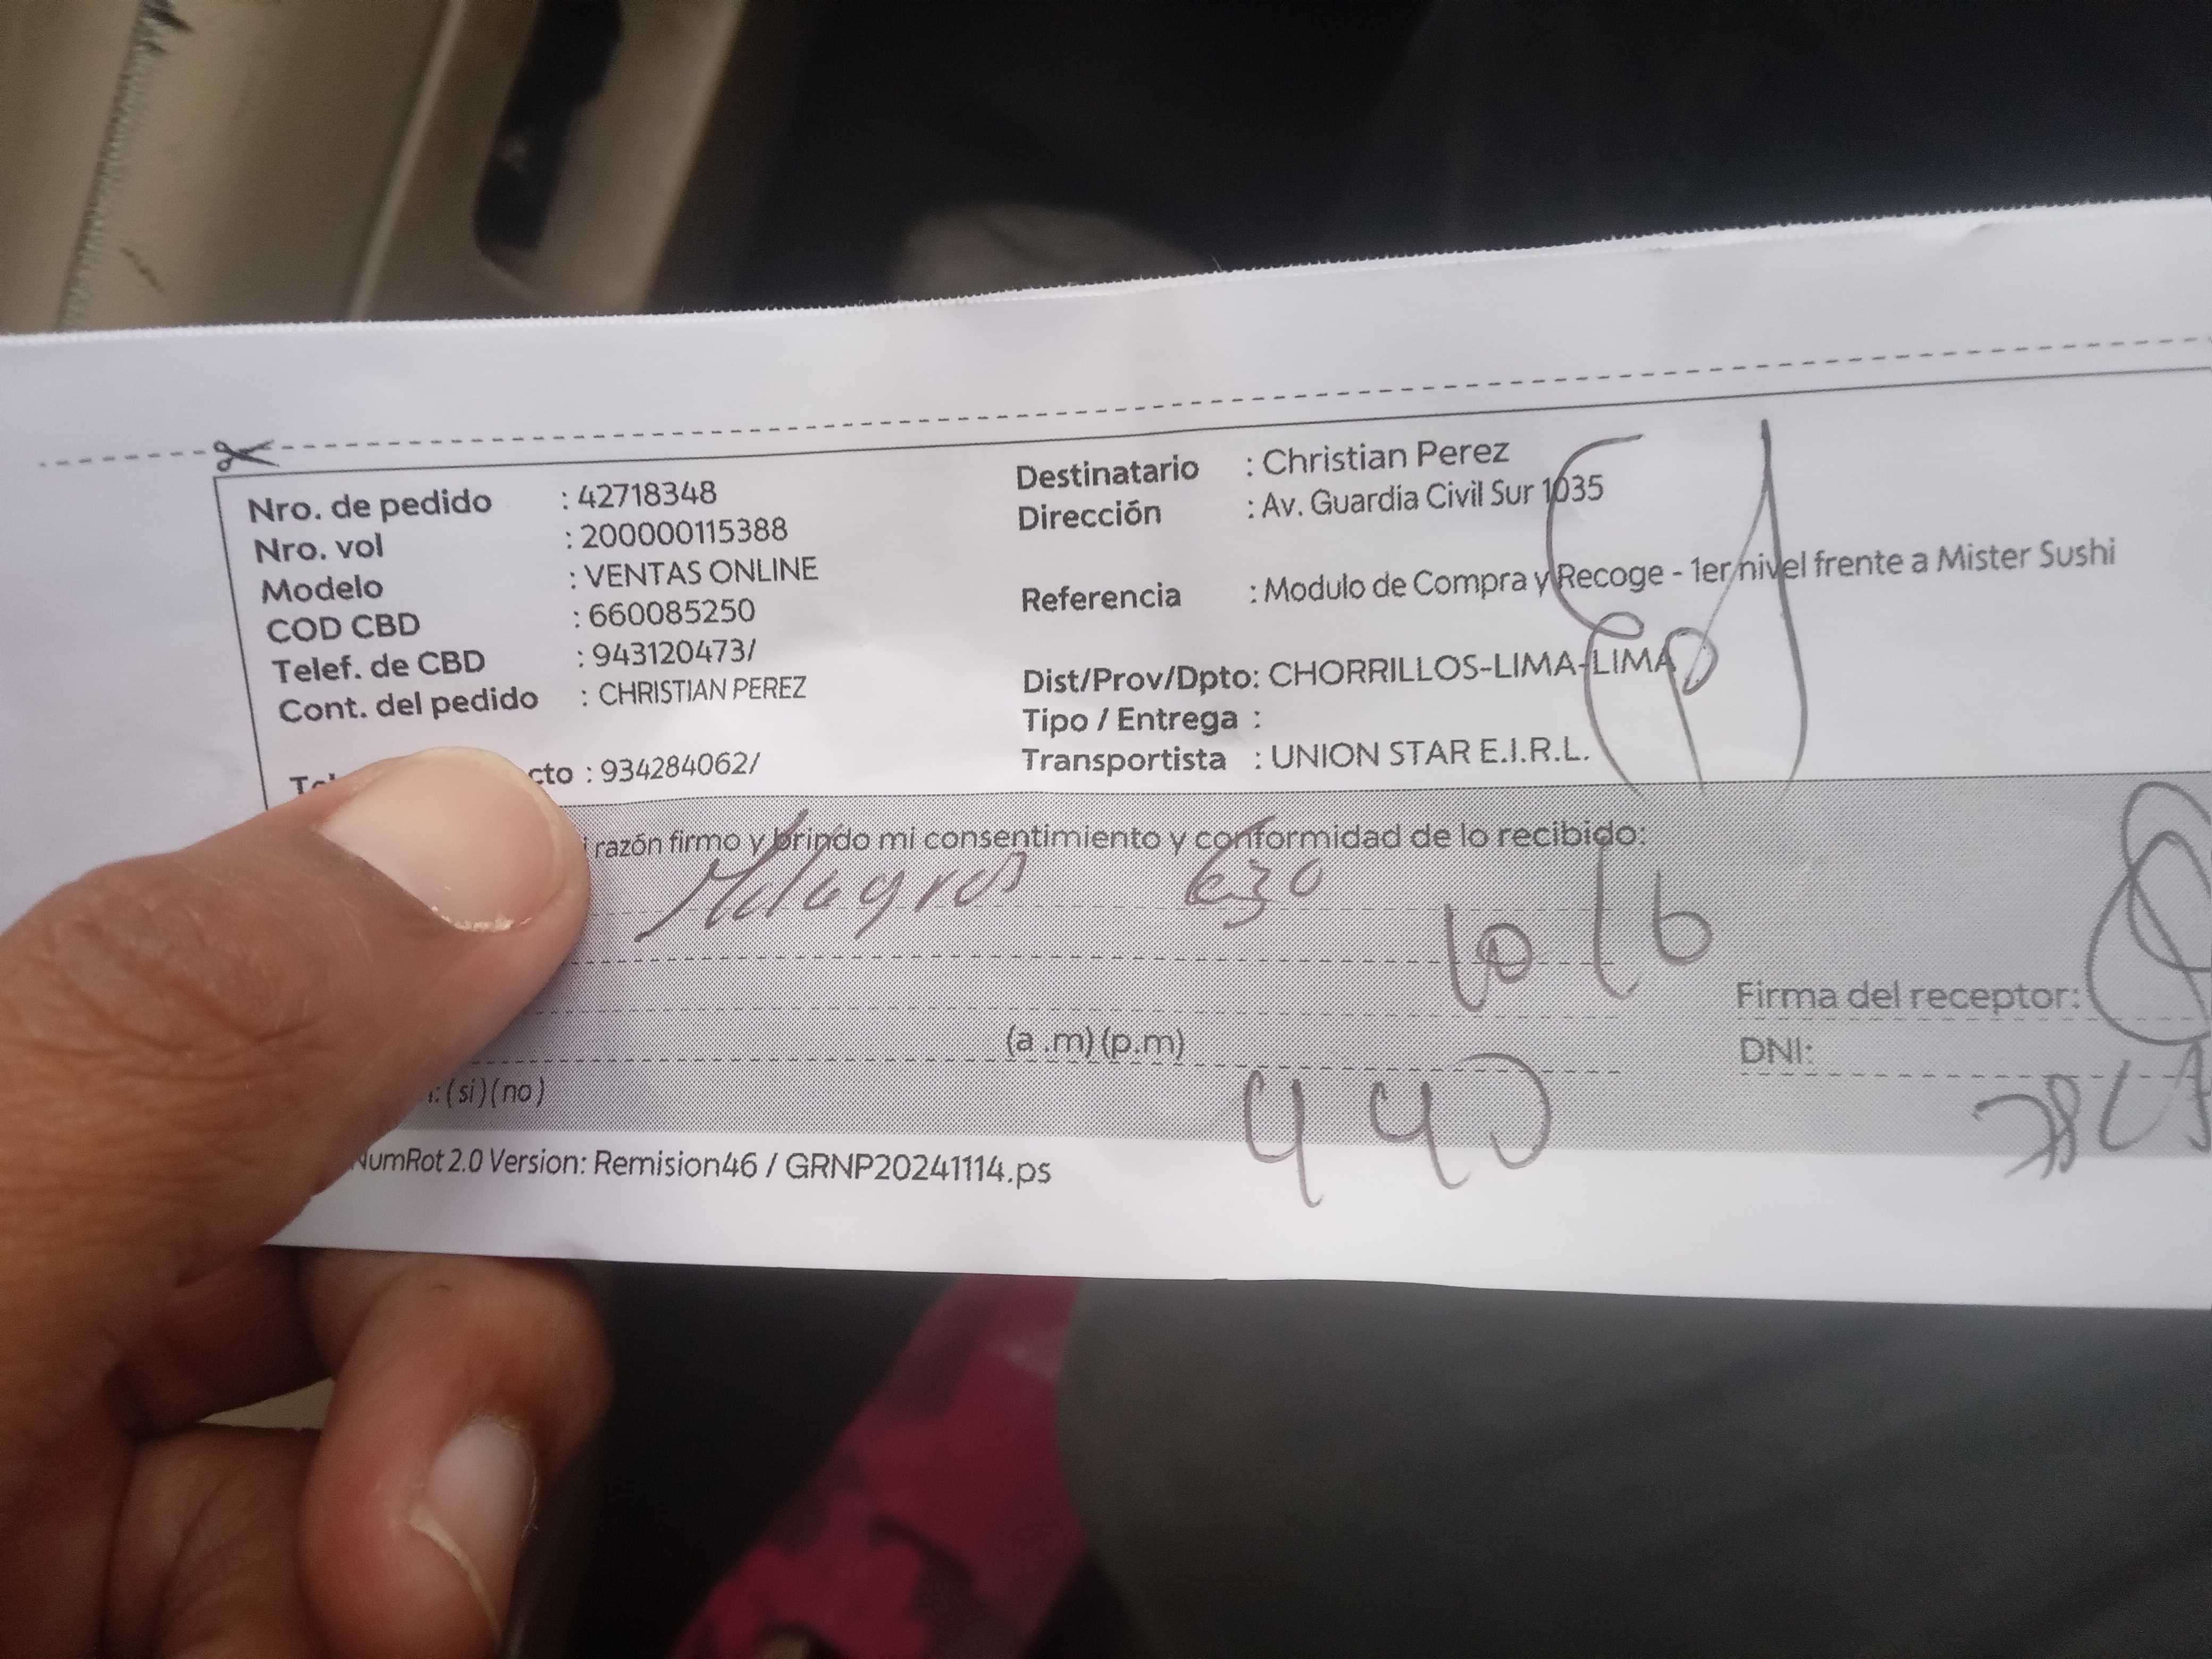 Nro. de pedido : 42718348
Nro. vol : 200000115388
Modelo : VENTAS ONLINE
COD CBD : 660085250
Telef. de CBD : 943120473/
Cont. del pedido : CHRISTIAN PEREZ
cto : 934284062/
Destinatario : Christian Perez
Dirección : Av. Guardia Civil Sur 1035
Referencia : Modulo de Compra y Recoge - 1er nivel frente a Mister Sushi
Dist/Prov/Dpto: CHORRILLOS-LIMA-LIMA
Tipo / Entrega :
Transportista : UNION STAR E.I.R.L.
razón firmo y brindo mi consentimiento y conformidad de lo recibido:
Milagros
Firma del receptor:
(a .m) (p.m)
DNI:
: (si) (no)
NumRot 2.0 Version: Remision46 / GRNP20241114.ps